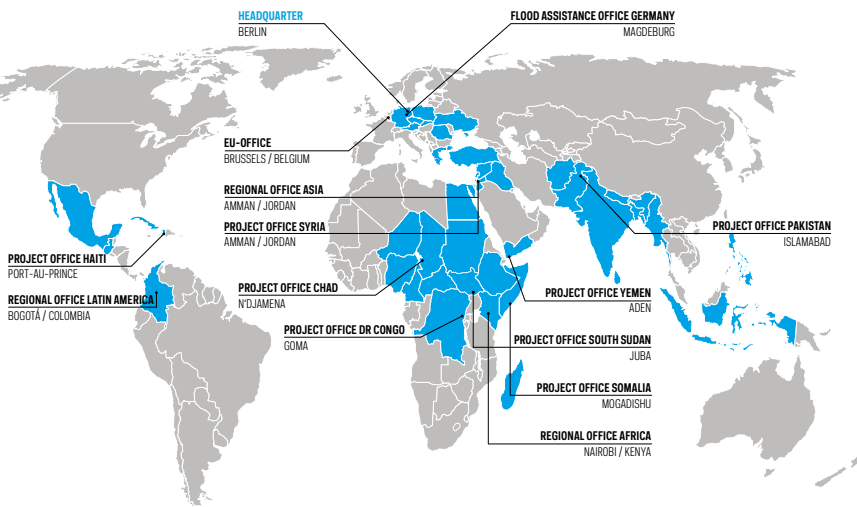 HEADQUARTER
BERLIN
FLOOD ASSISTANCE OFFICE GERMANY
MAGDEBURG
EU-OFFICE
BRUSSELS / BELGIUM
REGIONAL OFFICE ASIA
AMMAN / JORDAN
PROJECT OFFICE SYRIA
AMMAN / JORDAN
PROJECT OFFICE PAKISTAN
ISLAMABAD
PROJECT OFFICE HAITI
PORT-AU-PRINCE
REGIONAL OFFICE LATIN AMERICA
BOGOTÁ / COLOMBIA
PROJECT OFFICE CHAD
N'DJAMENA
PROJECT OFFICE YEMEN
ADEN
PROJECT OFFICE DR CONGO
GOMA
PROJECT OFFICE SOUTH SUDAN
JUBA
PROJECT OFFICE SOMALIA
MOGADISHU
REGIONAL OFFICE AFRICA
NAIROBI / KENYA